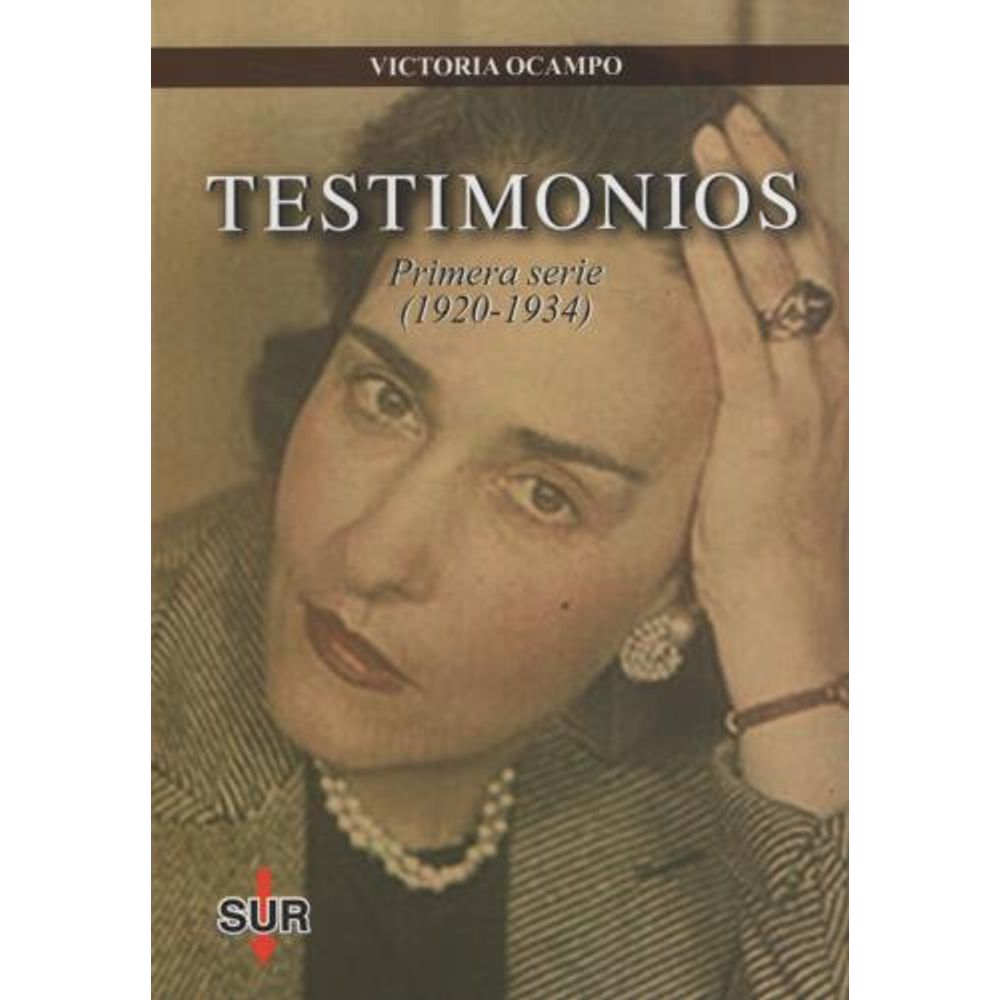 VICTORIA OCAMPO
TESTIMONIOS
Primera serie
(1920-1934)
SUR